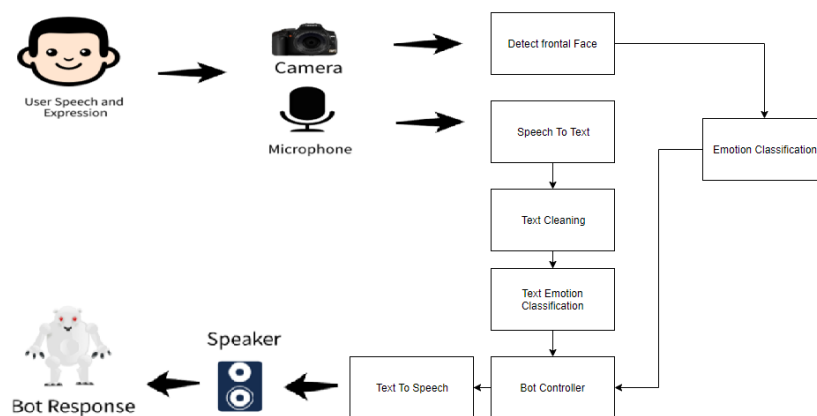 Detect frontal Face
Camera
User Speech and
Expression
Microphone
Speech To Text
Emotion Classification
Text Cleaning
Text Emotion
Classification
Speaker
Text To Speech
Bot Controller
Bot Response